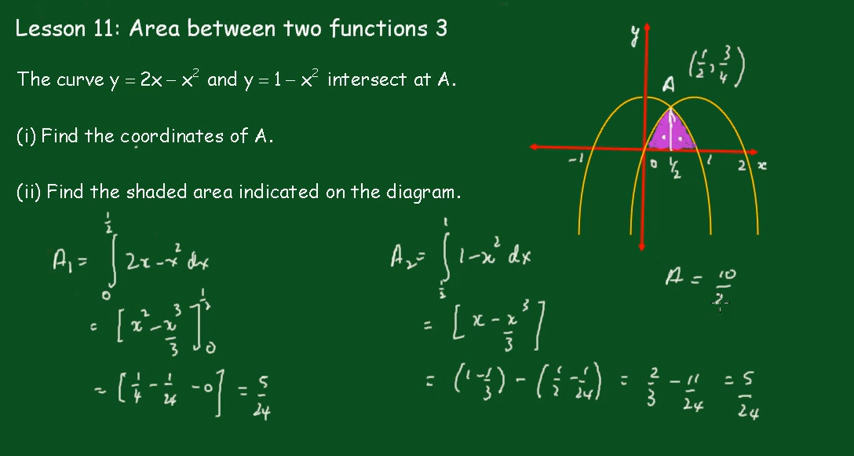 Lesson 11: Area between two functions 3
The curve y = 2x − x² and y = 1 − x² intersect at A.
(i) Find the coordinates of A.
(ii) Find the shaded area indicated on the diagram.
y
A (1/2, 3/4)
-1 0 1/2 1 2 x
A₁ = ∫₀^(1/2) 2x − x² dx
= [x² − x³/3]₀^(1/2)
= [1/4 − 1/24 − 0] = 5/24
A₂ = ∫_(1/2)^1 1 − x² dx
= [x − x³/3]
= (1 − 1/3) − (1/2 − 1/24) = 2/3 − 11/24 = 5/24
A = 10/2